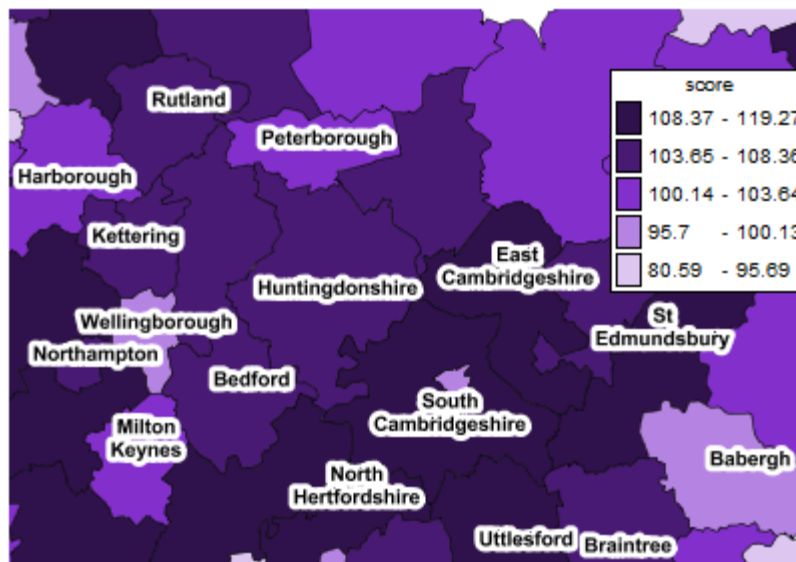 score
108.37 - 119.27
103.65 - 108.36
100.14 - 103.64
95.7 - 100.13
80.59 - 95.69
Rutland
Peterborough
Harborough
Kettering
East
Cambridgeshire
Huntingdonshire
St
Edmundsbury
Wellingborough
Northampton
Bedford
South
Cambridgeshire
Milton
Keynes
Babergh
North
Hertfordshire
Uttlesford
Braintree